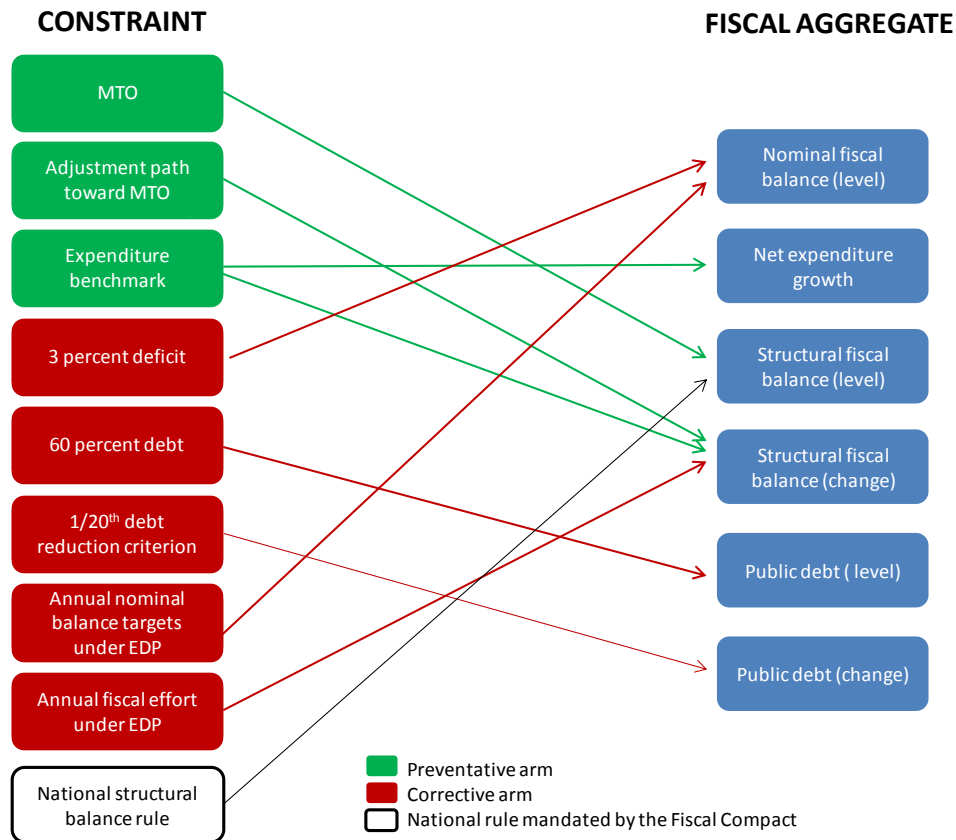 CONSTRAINT
MTO
Adjustment path
toward MTO
Expenditure
benchmark
3 percent deficit
60 percent debt
1/20th debt
reduction criterion
Annual nominal
balance targets
under EDP
Annual fiscal effort
under EDP
National structural
balance rule
FISCAL AGGREGATE
Nominal fiscal
balance (level)
Net expenditure
growth
Structural fiscal
balance (level)
Structural fiscal
balance (change)
Public debt ( level)
Public debt (change)
Preventative arm
Corrective arm
National rule mandated by the Fiscal Compact